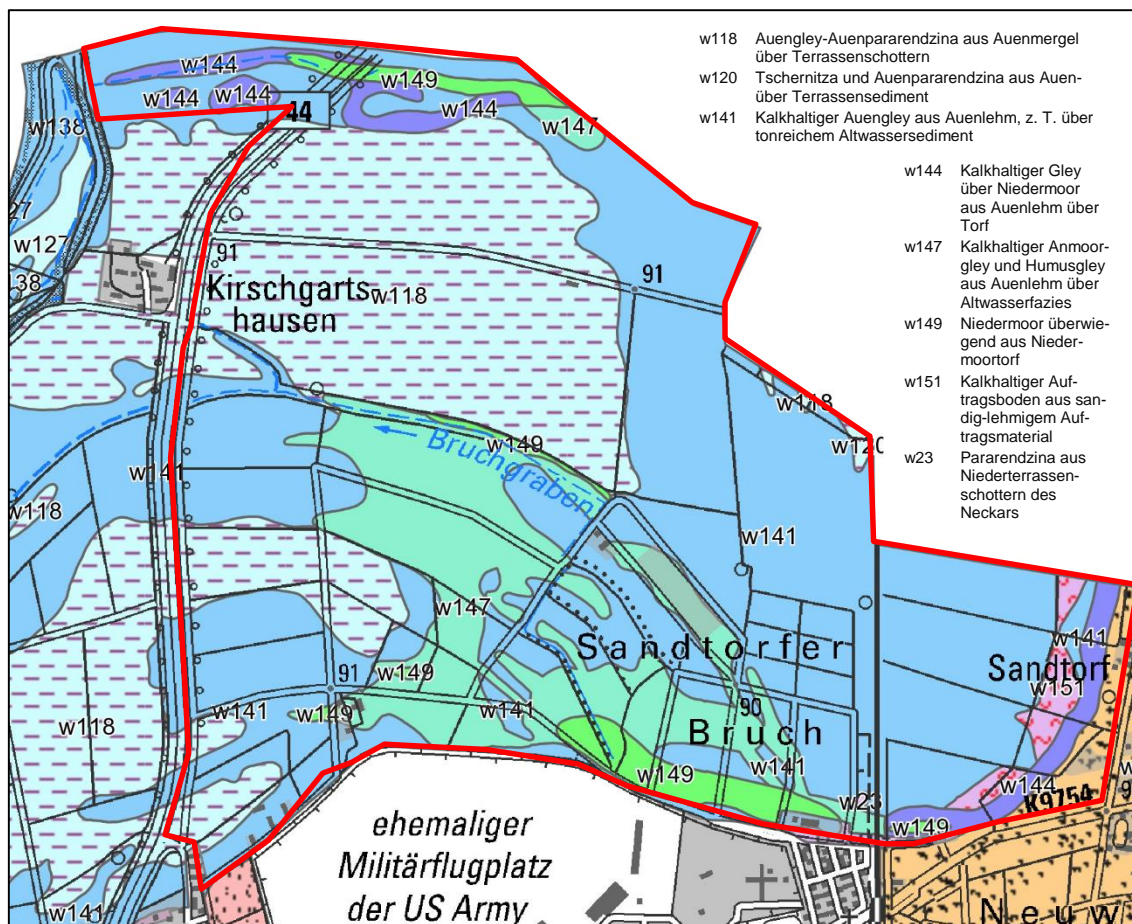 w118 Auengley-Auenpararendzina aus Auenmergel
über Terrassenschottern
w120 Tschernitza und Auenpararendzina aus Auen-
über Terrassensediment
w141 Kalkhaltiger Auengley aus Auenlehm, z. T. über
tonreichem Altwassersediment
w144 Kalkhaltiger Gley
über Niedermoor
aus Auenlehm über
Torf
w147 Kalkhaltiger Anmoor-
gley und Humusgley
aus Auenlehm über
Altwasserfazies
w149 Niedermoor überwie-
gend aus Nieder-
moortorf
w151 Kalkhaltiger Auf-
tragsboden aus san-
dig-lehmigem Auf-
tragsmaterial
w23 Pararendzina aus
Niederterrassen-
schottern des
Neckars
w144
w149
w144
w144
44
w144
w147
w138
27
w127
38
91
91
Kirschgarts
hausen
w118
w118
w120
w149
Bruchgraben
w141
w118
w141
w147
Sandtorfer
w141
Sandtorf
w151
w149
91
w118
w141
w149
w141
90
Bruch
w149
w141
w23
w144
K9754
w149
ehemaliger
Militärflugplatz
der US Army
w141
Neuw